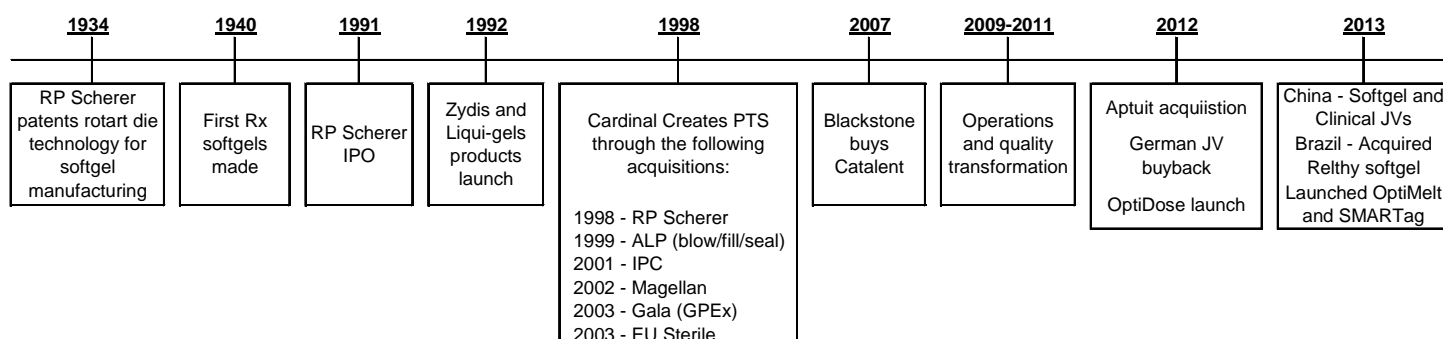 1934
1940
1991
1992
1998
2007
2009-2011
2012
2013
RP Scherer
patents rotart die
technology for
softgel
manufacturing
First Rx
softgels
made
RP Scherer
IPO
Zydis and
Liqui-gels
products
launch
Cardinal Creates PTS
through the following
acquisitions:
1998 - RP Scherer
1999 - ALP (blow/fill/seal)
2001 - IPC
2002 - Magellan
2003 - Gala (GPEx)
2003 - EU Sterile
Blackstone
buys
Catalent
Operations
and quality
transformation
Aptuit acquiistion
German JV
buyback
OptiDose launch
China - Softgel and
Clinical JVs
Brazil - Acquired
Relthy softgel
Launched OptiMelt
and SMARTag